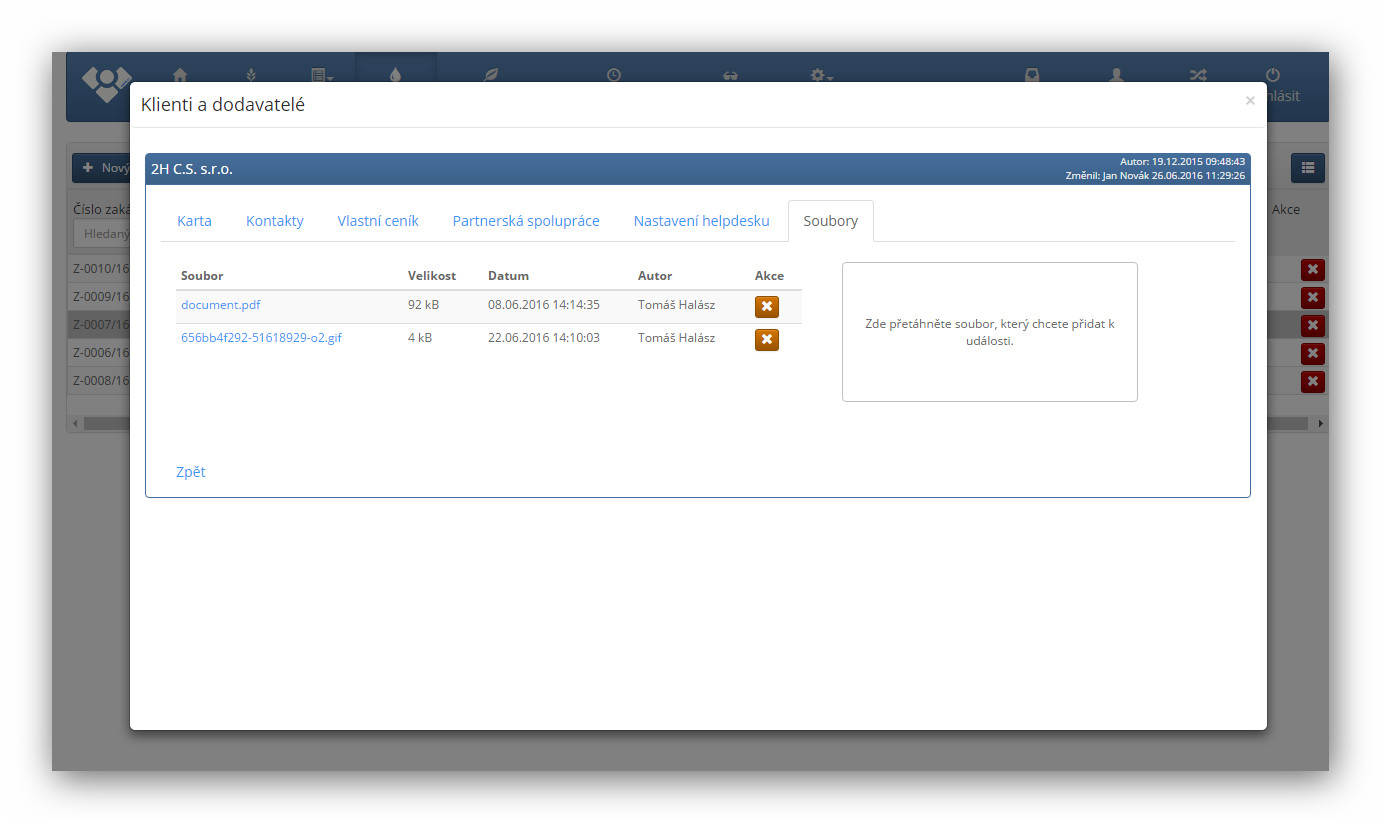 hlásit
Klienti a dodavatelé
×
Nový
2H C.S. s.r.o.
Autor: 19.12.2015 09:48:43
Změnil: Jan Novák 26.06.2016 11:29:26
Číslo zaká
Akce
Hledaný
Karta Kontakty Vlastní ceník Partnerská spolupráce Nastavení helpdesku Soubory
Z-0010/16
Z-0009/16
Z-0007/16
Z-0006/16
Z-0008/16
Soubor Velikost Datum Autor Akce
document.pdf 92 kB 08.06.2016 14:14:35 Tomáš Halász
656bb4f292-51618929-o2.gif 4 kB 22.06.2016 14:10:03 Tomáš Halász
Zde přetáhněte soubor, který chcete přidat k
události.
Zpět